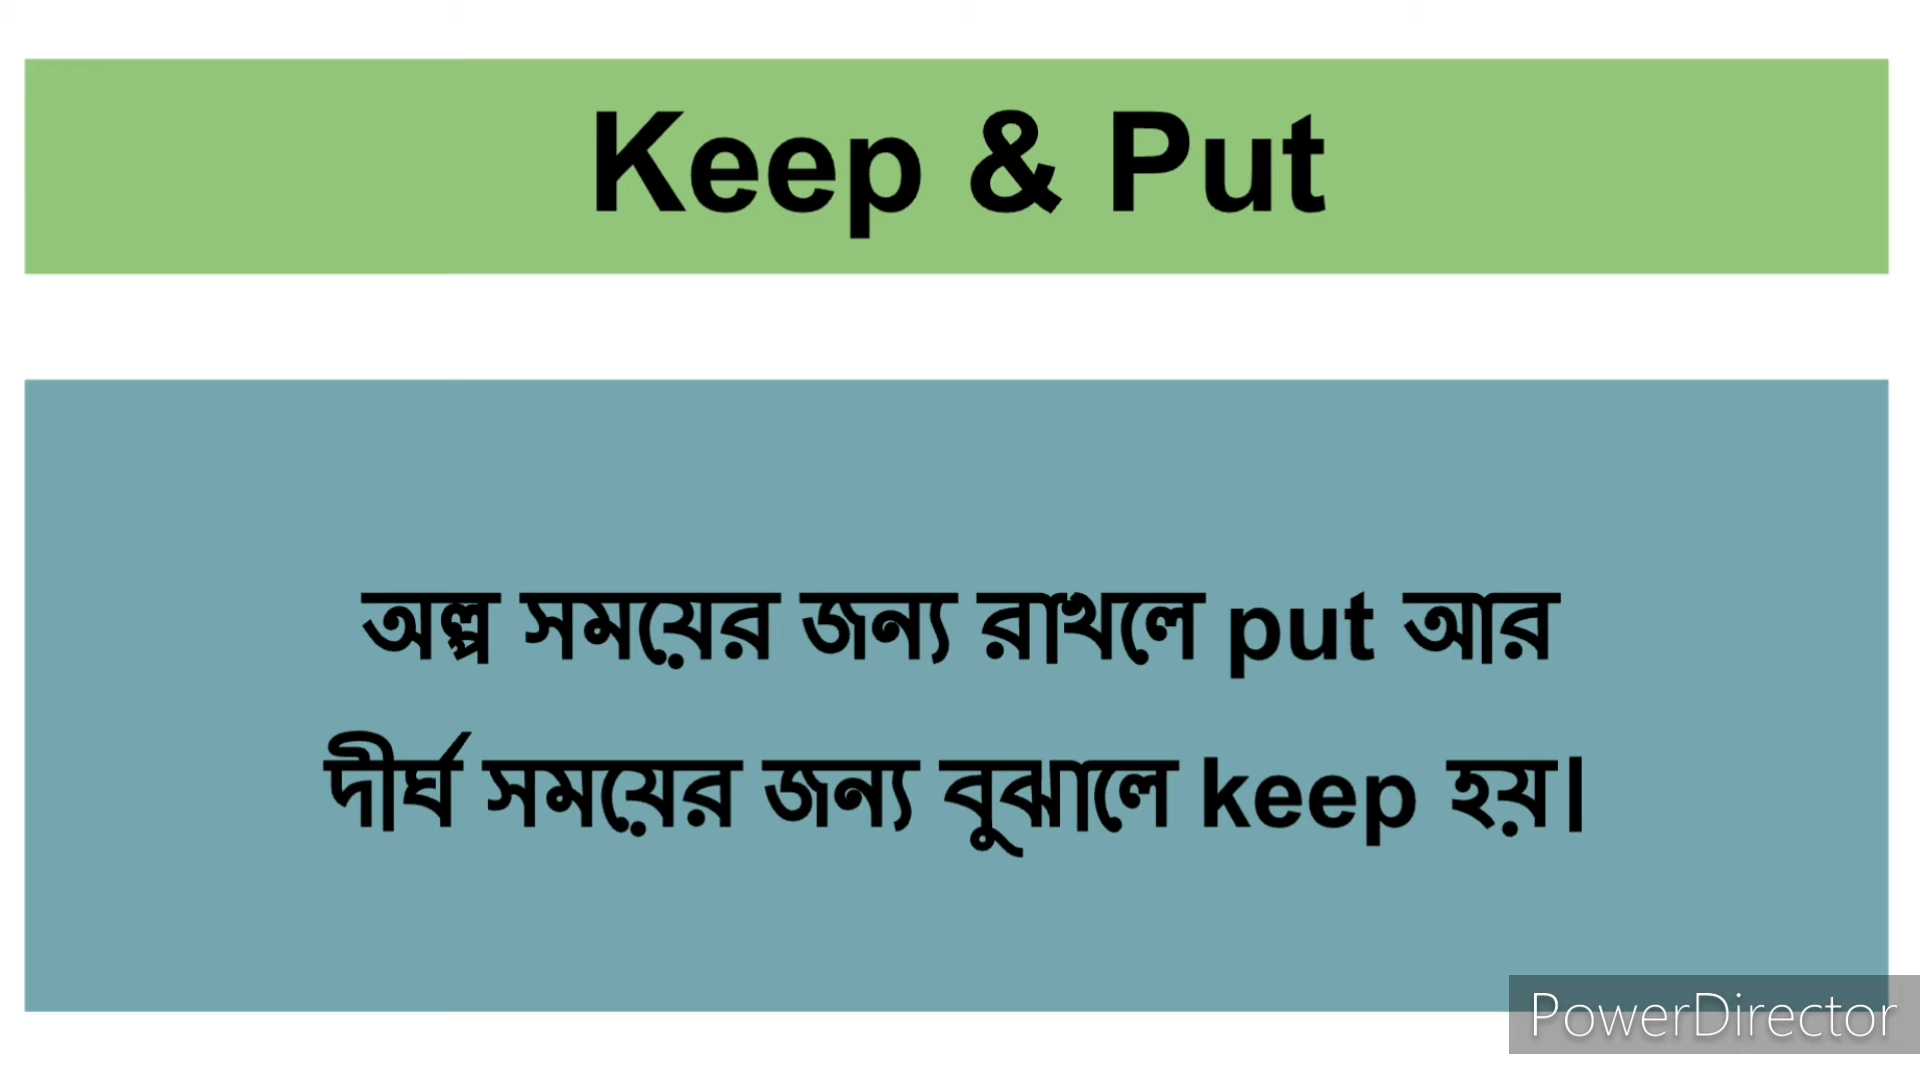 Keep & Put
অল্প সময়ের জন্য রাখলে put আর
দীর্ঘ সময়ের জন্য বুঝালে keep হয়।
PowerDirector